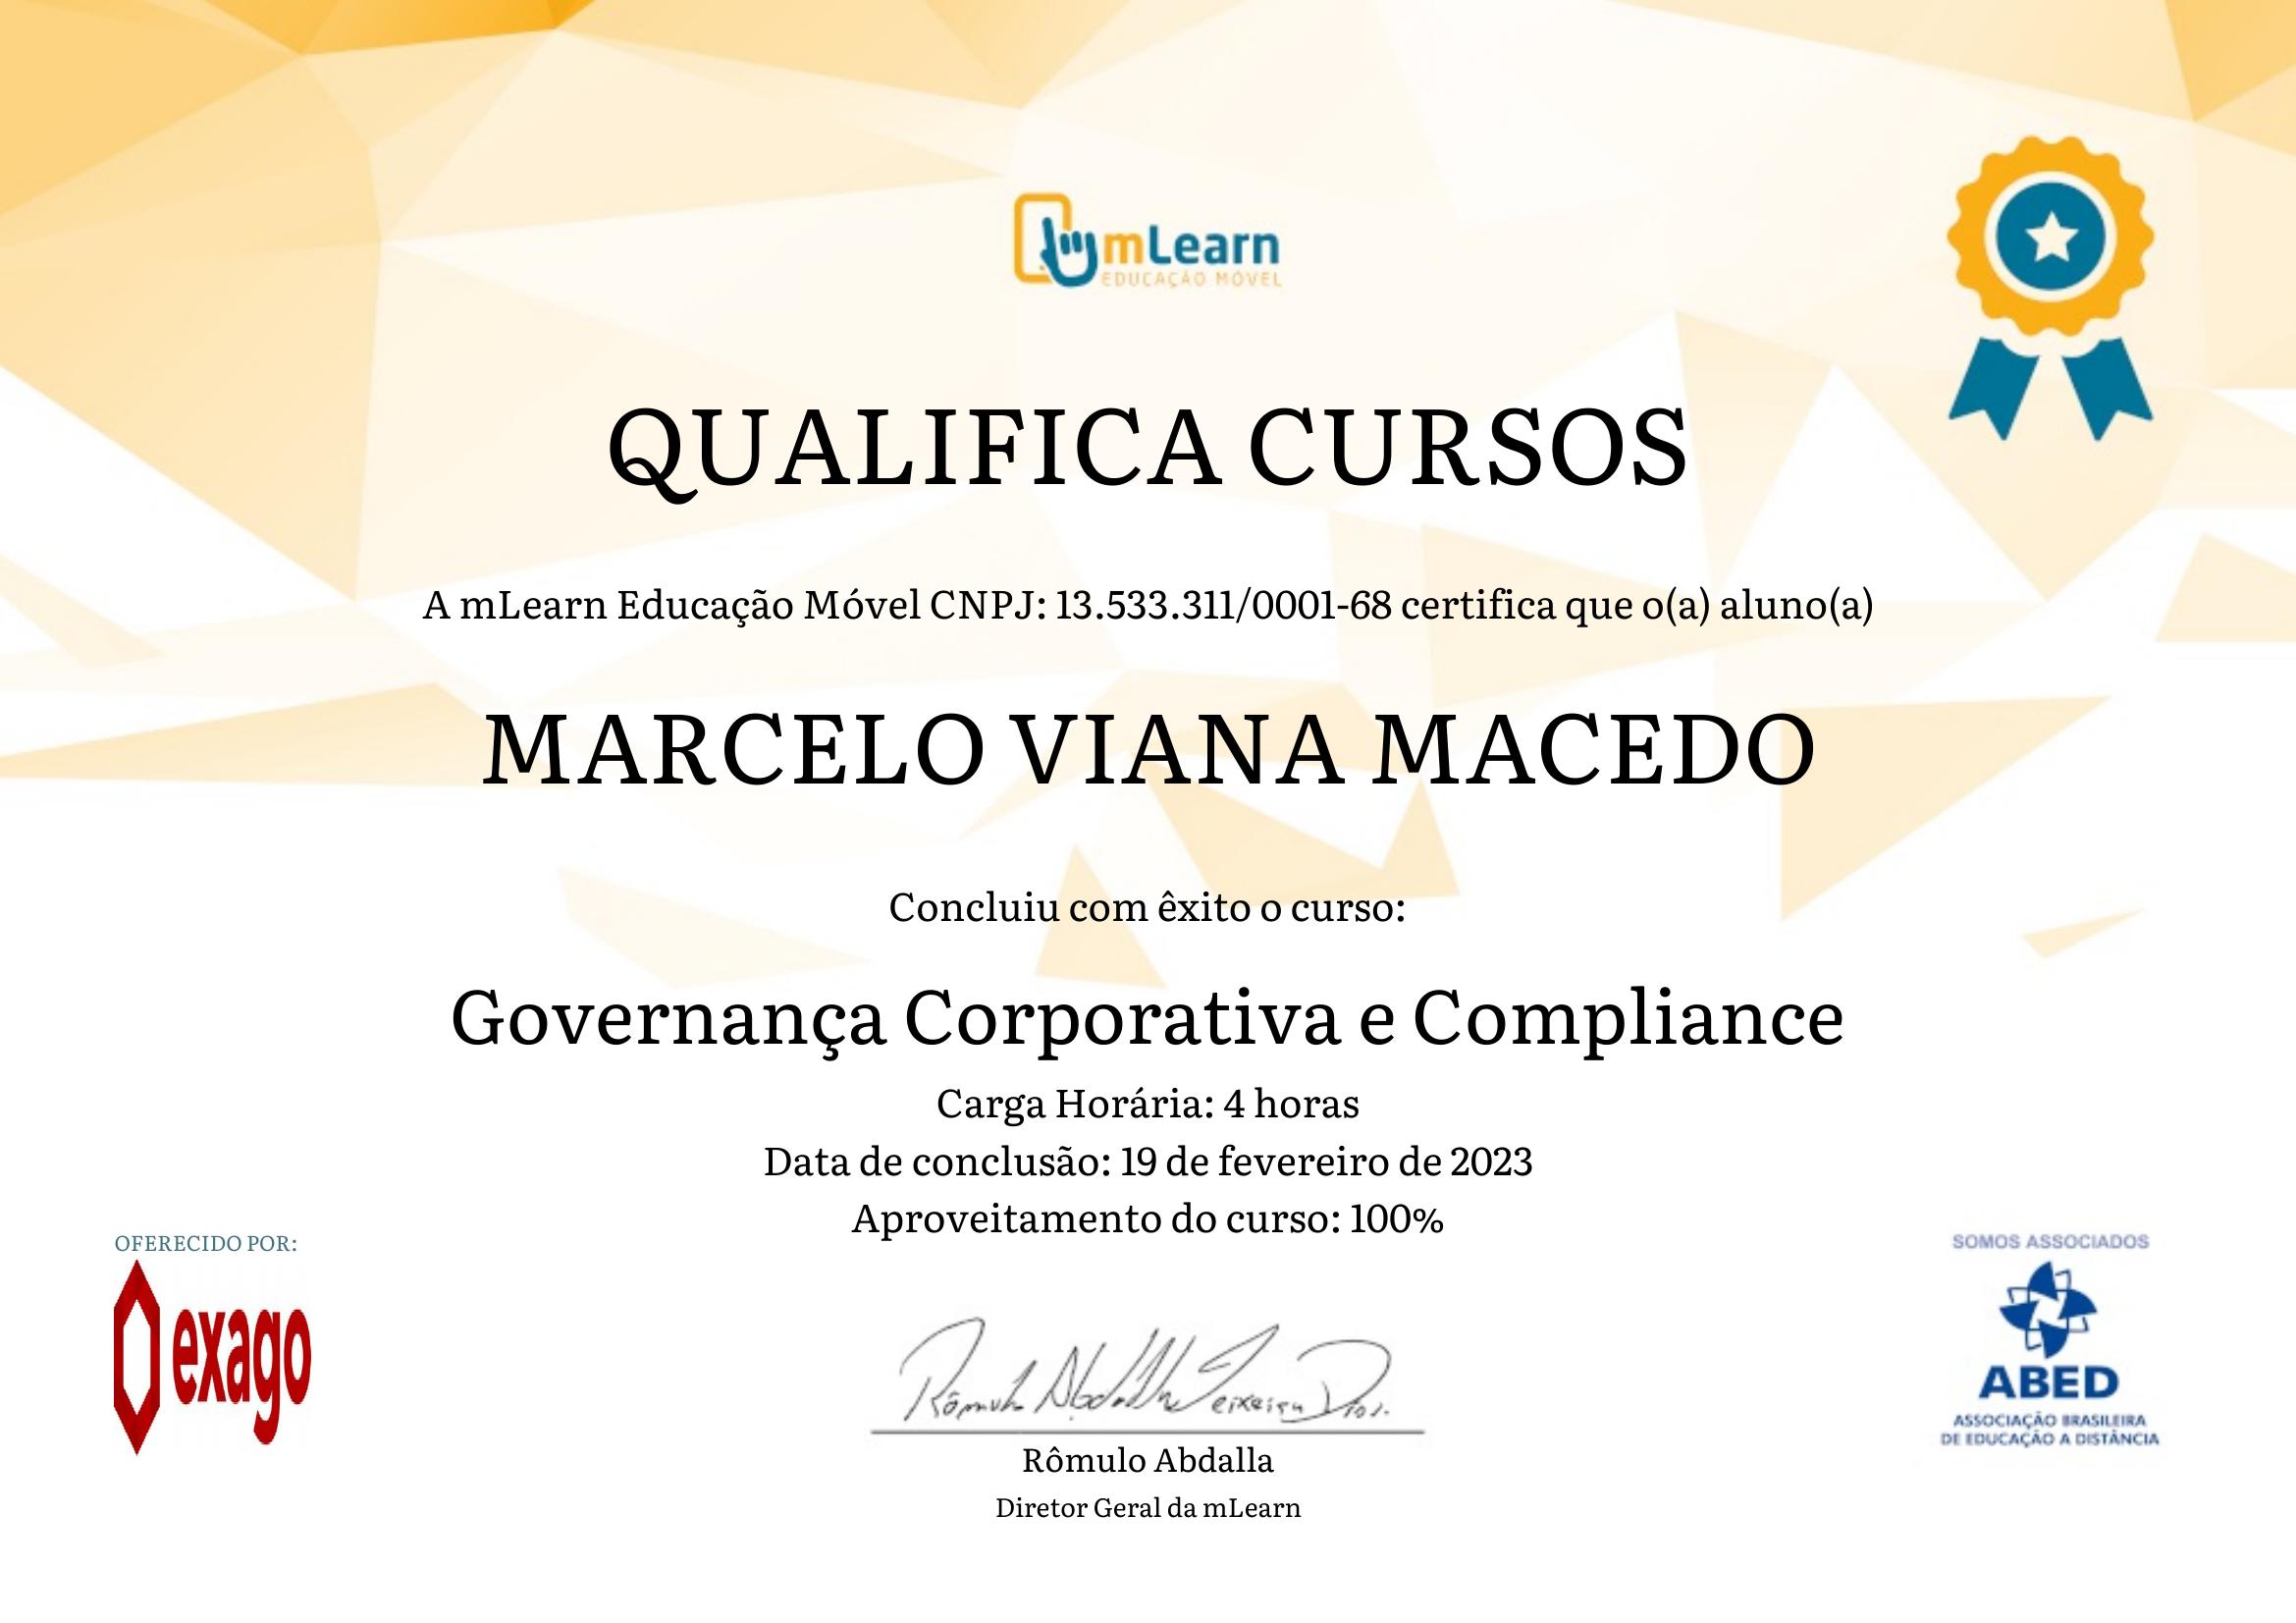 mLearn
EDUCAÇÃO MÓVEL
QUALIFICA CURSOS
A mLearn Educação Móvel CNPJ: 13.533.311/0001-68 certifica que o(a) aluno(a)
MARCELO VIANA MACEDO
Concluiu com êxito o curso:
Governança Corporativa e Compliance
Carga Horária: 4 horas
Data de conclusão: 19 de fevereiro de 2023
Aproveitamento do curso: 100%
OFERECIDO POR:
exago
Rômulo Abdalla Teixeira Dias
Rômulo Abdalla
Diretor Geral da mLearn
SOMOS ASSOCIADOS
ABED
ASSOCIAÇÃO BRASILEIRA
DE EDUCAÇÃO A DISTÂNCIA